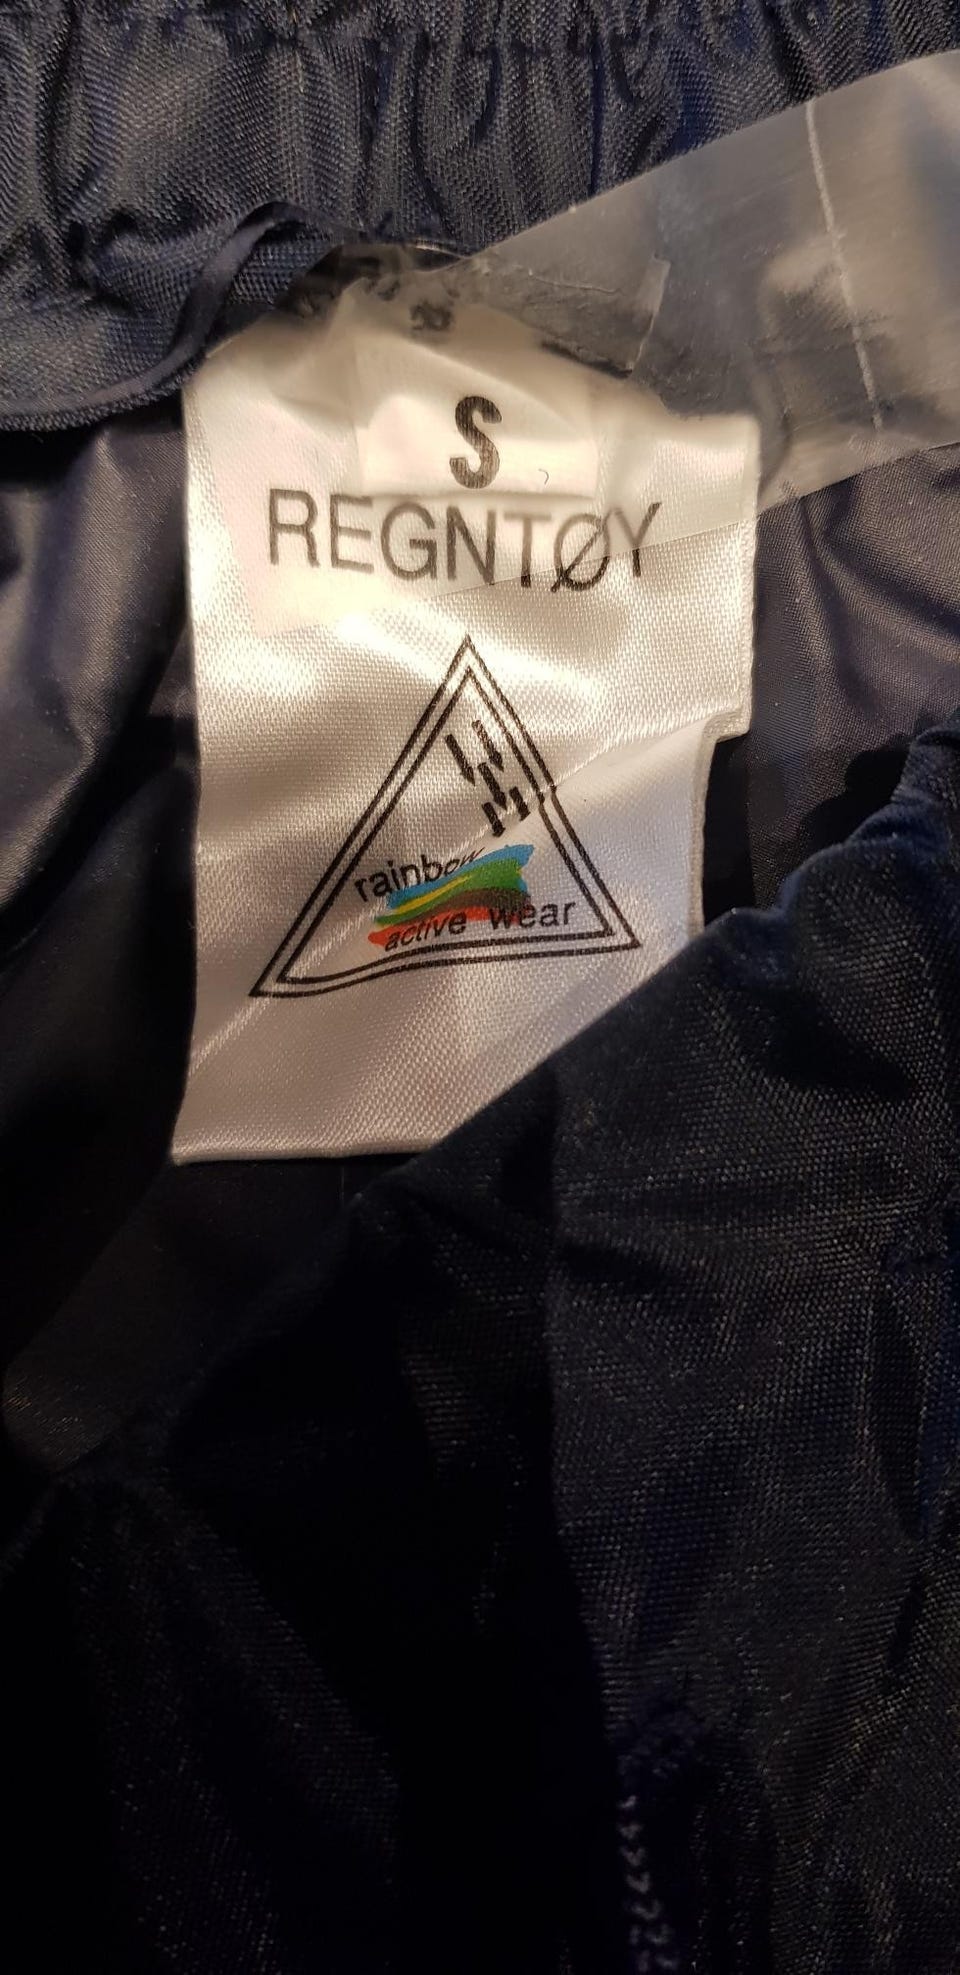 S
REGNTØY
rainbow
active wear